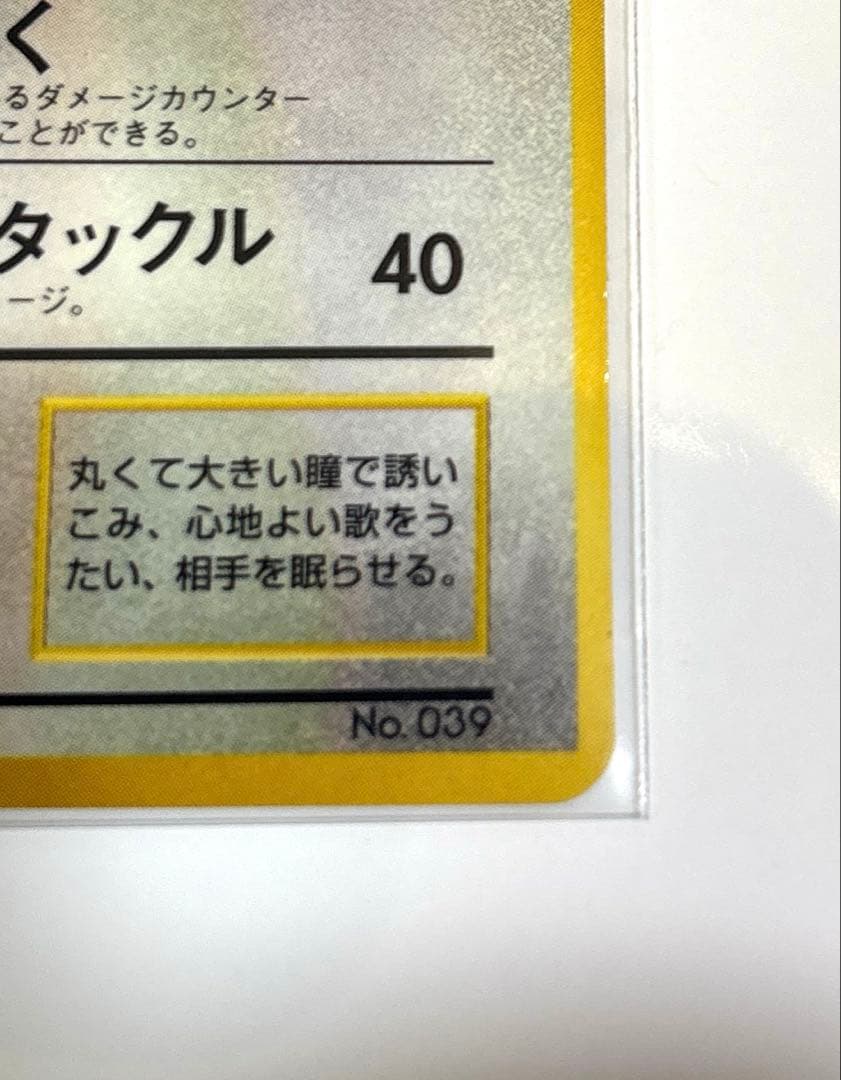 く
るダメージカウンター
ことができる。
タックル 40
ージ。
丸くて大きい瞳で誘い
こみ、心地よい歌をう
たい、相手を眠らせる。
No. 039